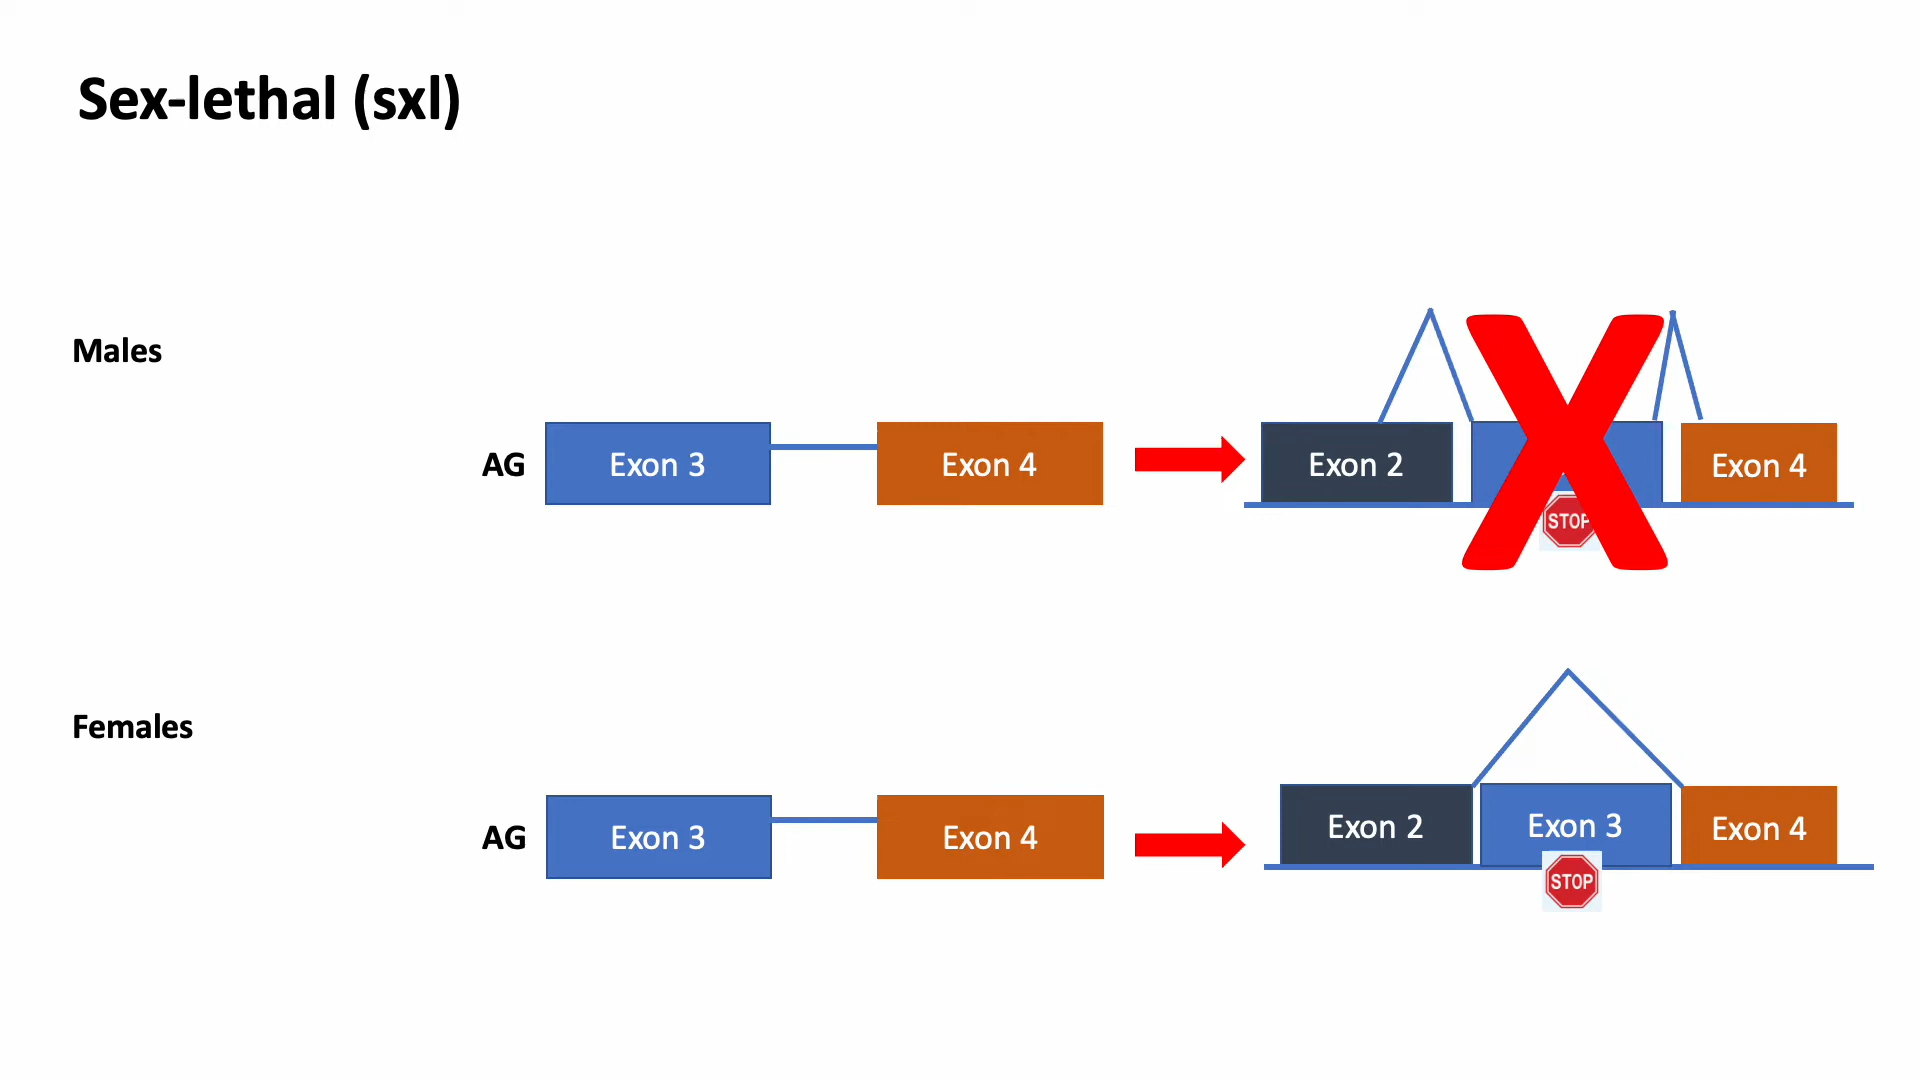 Sex-lethal (sxl)
Males
AG Exon 3 Exon 4 Exon 2 Exon 4
STOP
Females
AG Exon 3 Exon 4 Exon 2 Exon 3 Exon 4
STOP